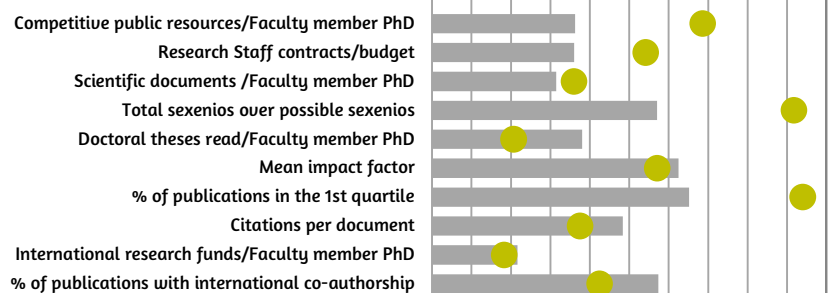 Competitive public resources/Faculty member PhD
Research Staff contracts/budget
Scientific documents /Faculty member PhD
Total sexenios over possible sexenios
Doctoral theses read/Faculty member PhD
Mean impact factor
% of publications in the 1st quartile
Citations per document
International research funds/Faculty member PhD
% of publications with international co-authorship